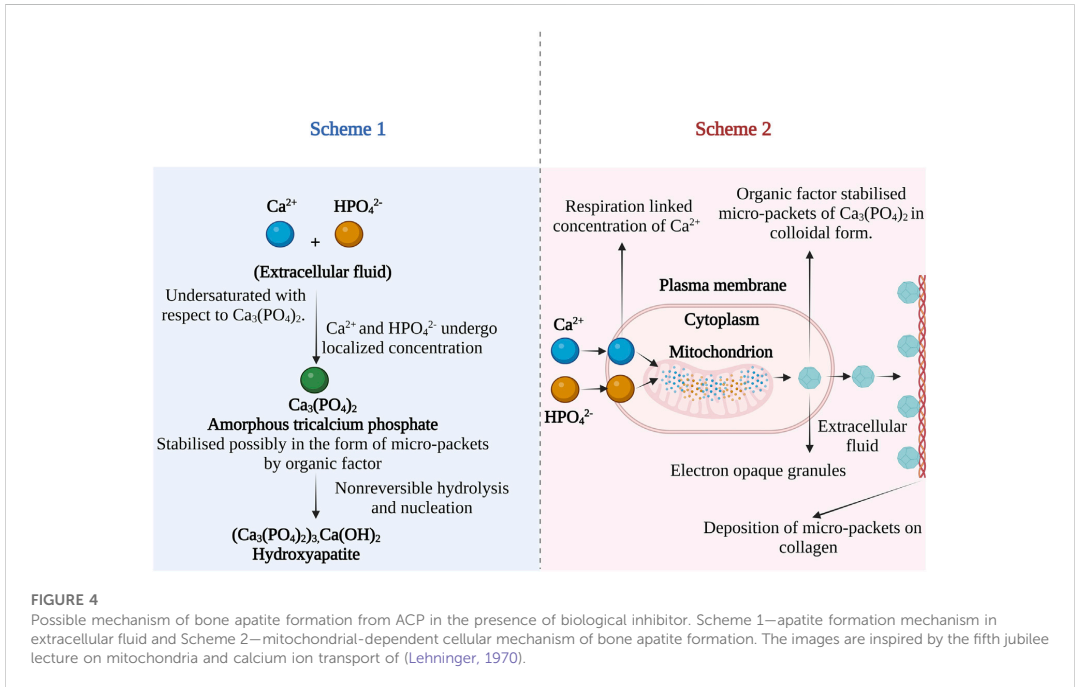 Scheme 1
Ca²⁺ HPO₄²⁻
+
(Extracellular fluid)
Undersaturated with
respect to Ca₃(PO₄)₂.
Ca²⁺ and HPO₄²⁻ undergo
localized concentration
Ca₃(PO₄)₂
Amorphous tricalcium phosphate
Stabilised possibly in the form of micro-packets
by organic factor
Nonreversible hydrolysis
and nucleation
(Ca₃(PO₄)₂)₃,Ca(OH)₂
Hydroxyapatite
Scheme 2
Respiration linked
concentration of Ca²⁺
Organic factor stabilised
micro-packets of Ca₃(PO₄)₂ in
colloidal form.
Plasma membrane
Cytoplasm
Mitochondrion
Ca²⁺
HPO₄²⁻
Extracellular
fluid
Electron opaque granules
Deposition of micro-packets on
collagen
FIGURE 4
Possible mechanism of bone apatite formation from ACP in the presence of biological inhibitor. Scheme 1—apatite formation mechanism in
extracellular fluid and Scheme 2—mitochondrial-dependent cellular mechanism of bone apatite formation. The images are inspired by the fifth jubilee
lecture on mitochondria and calcium ion transport of (Lehninger, 1970).